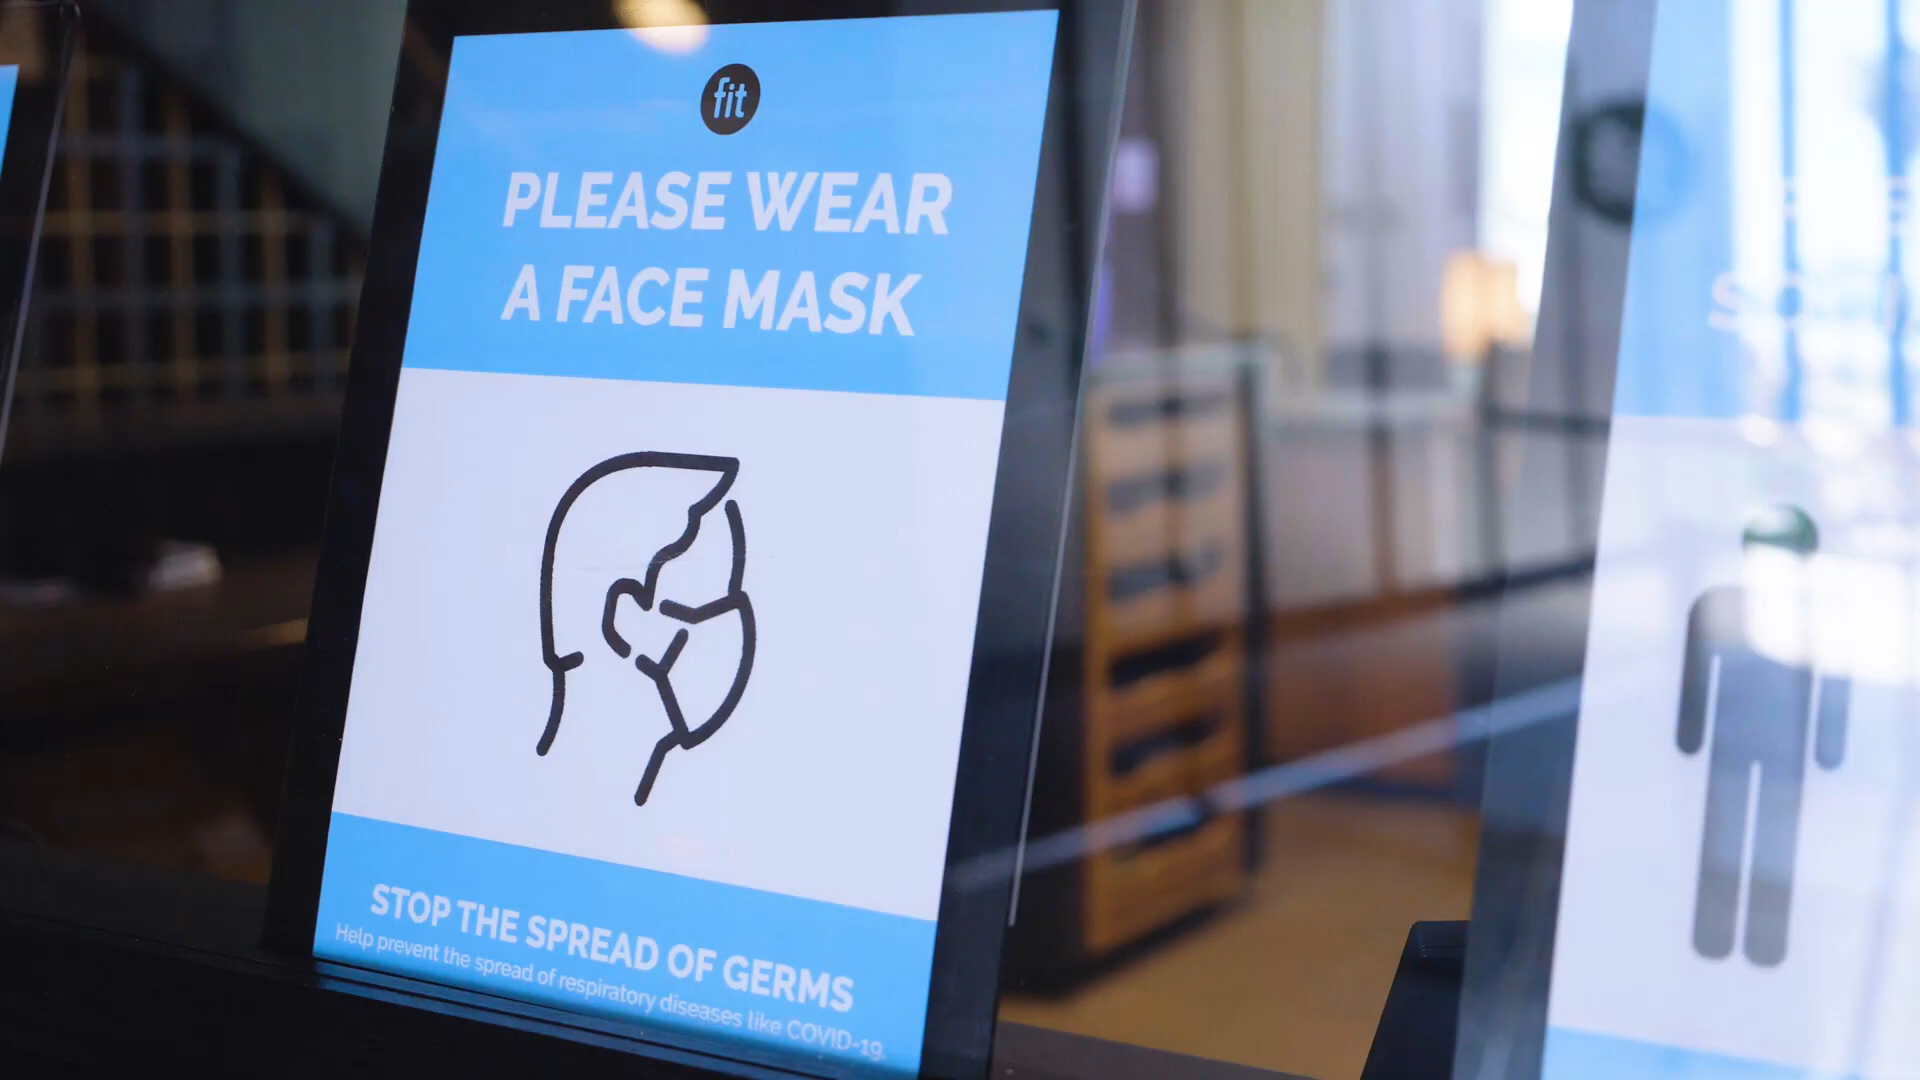 fit
PLEASE WEAR
A FACE MASK
STOP THE SPREAD OF GERMS
Help prevent the spread of respiratory diseases like COVID-19.